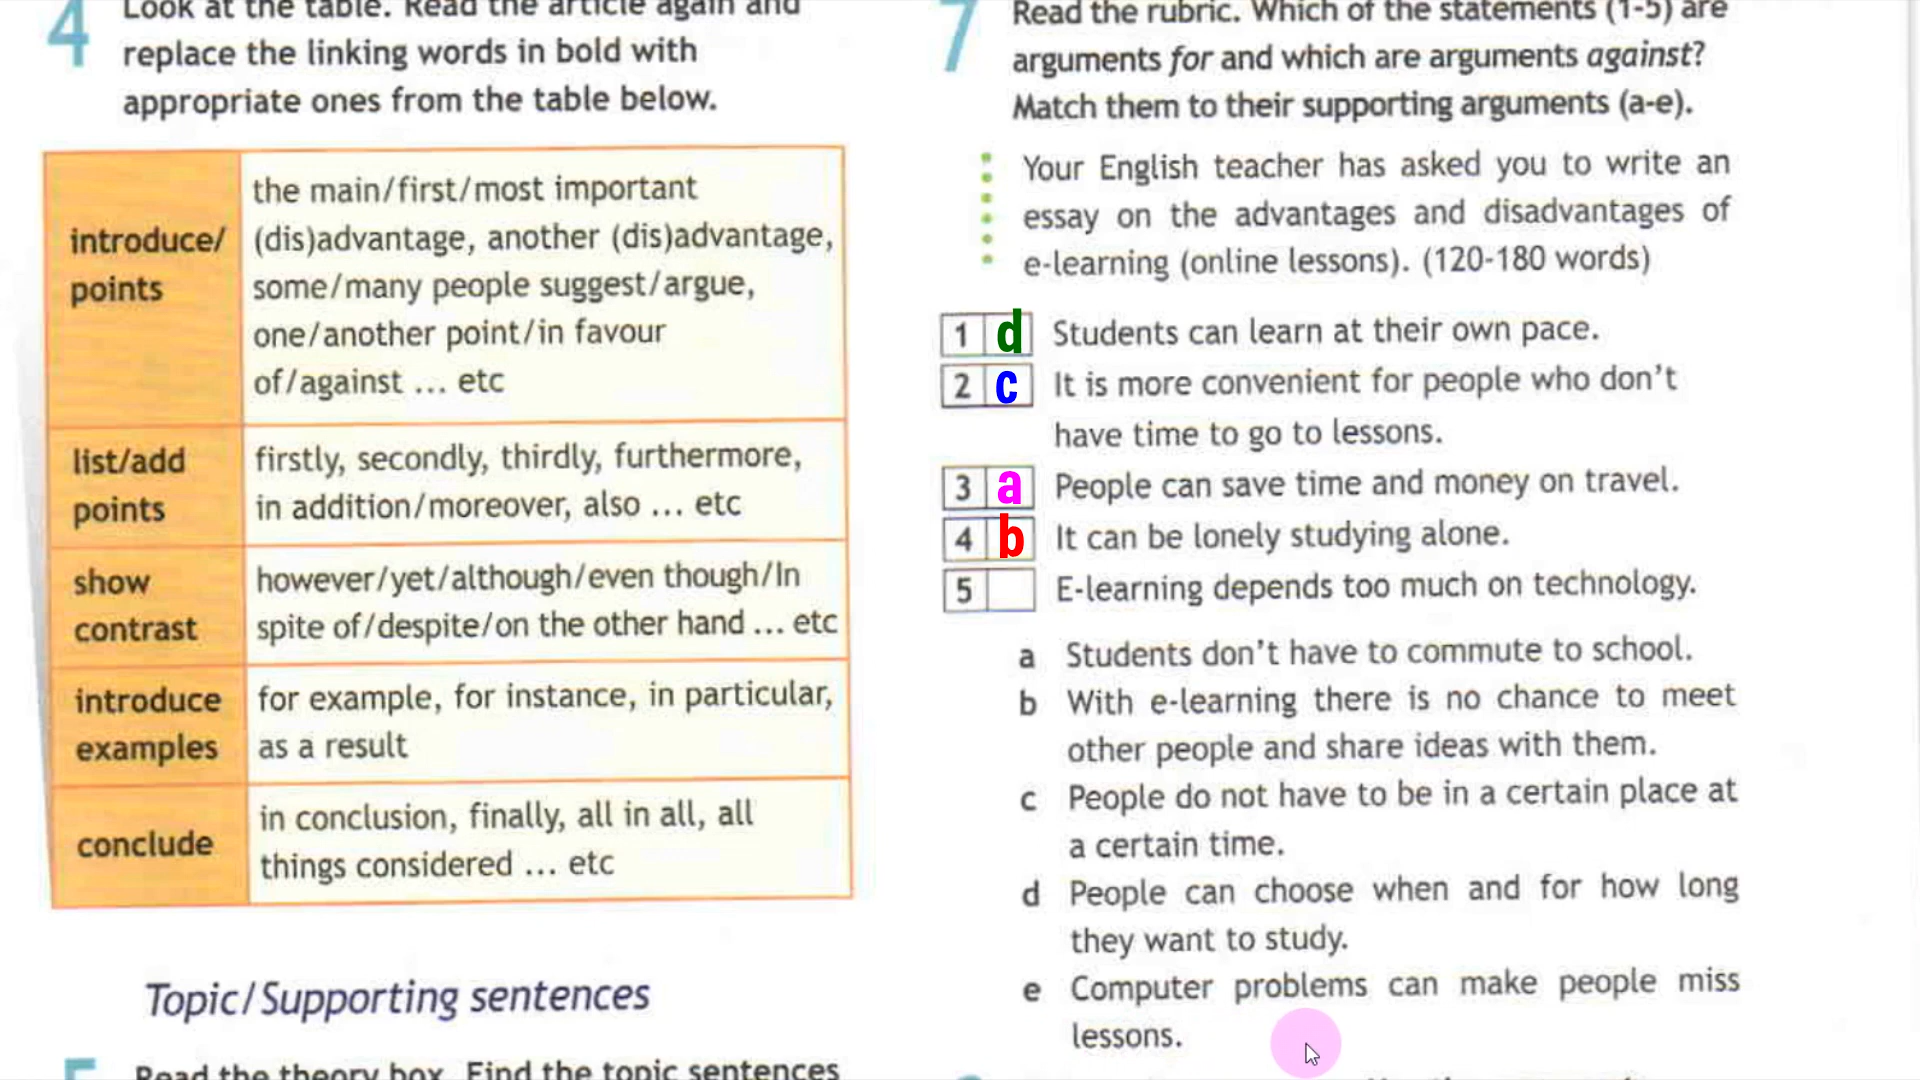 4
Look at the table. Read the article again and
replace the linking words in bold with
appropriate ones from the table below.
introduce/
points
the main/first/most important
(dis)advantage, another (dis)advantage,
some/many people suggest/argue,
one/another point/in favour
of/against ... etc
list/add
points
firstly, secondly, thirdly, furthermore,
in addition/moreover, also ... etc
show
contrast
however/yet/although/even though/In
spite of/despite/on the other hand ... etc
introduce
examples
for example, for instance, in particular,
as a result
conclude
in conclusion, finally, all in all, all
things considered ... etc
Topic/Supporting sentences
5
Read the theory box. Find the topic sentences
7
Read the rubric. Which of the statements (1-5) are
arguments for and which are arguments against?
Match them to their supporting arguments (a-e).
Your English teacher has asked you to write an
essay on the advantages and disadvantages of
e-learning (online lessons). (120-180 words)
1 d Students can learn at their own pace.
2 c It is more convenient for people who don't
have time to go to lessons.
3 a People can save time and money on travel.
4 b It can be lonely studying alone.
5 E-learning depends too much on technology.
a Students don't have to commute to school.
b With e-learning there is no chance to meet
other people and share ideas with them.
c People do not have to be in a certain place at
a certain time.
d People can choose when and for how long
they want to study.
e Computer problems can make people miss
lessons.